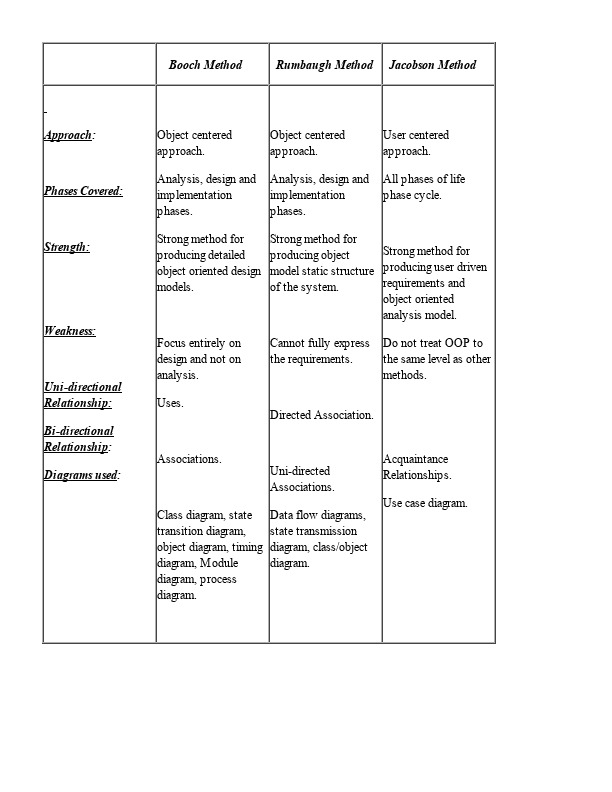 Booch Method
Rumbaugh Method
Jacobson Method
Approach:
Phases Covered:
Strength:
Weakness:
Uni-directional
Relationship:
Bi-directional
Relationship:
Diagrams used:
Object centered
approach.
Analysis, design and
implementation
phases.
Strong method for
producing detailed
object oriented design
models.
Focus entirely on
design and not on
analysis.
Uses.
Associations.
Class diagram, state
transition diagram,
object diagram, timing
diagram, Module
diagram, process
diagram.
Object centered
approach.
Analysis, design and
implementation
phases.
Strong method for
producing object
model static structure
of the system.
Cannot fully express
the requirements.
Directed Association.
Uni-directed
Associations.
Data flow diagrams,
state transmission
diagram, class/object
diagram.
User centered
approach.
All phases of life
phase cycle.
Strong method for
producing user driven
requirements and
object oriented
analysis model.
Do not treat OOP to
the same level as other
methods.
Acquaintance
Relationships.
Use case diagram.